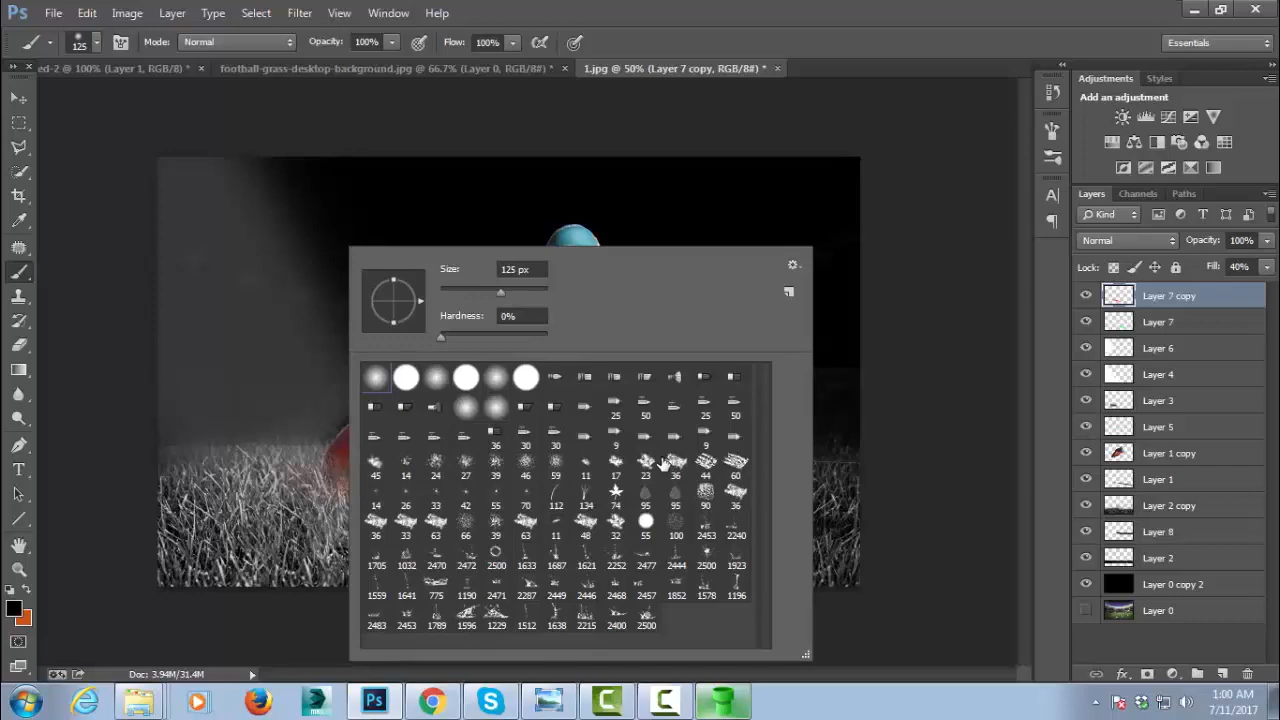 Ps File Edit Image Layer Type Select Filter 3D View Window Help
125 Mode: Normal Opacity: 100% Flow: 100% Essentials
ed-2 @ 100% (Layer 1, RGB/8) * × football-grass-desktop-background.jpg @ 66.7% (Layer 0, RGB/8#) * × 1.jpg @ 50% (Layer 7 copy, RGB/8#) * ×
Adjustments Styles
Add an adjustment
Layers Channels Paths
Kind
Normal Opacity: 100%
Lock: Fill: 40%
Layer 7 copy
Layer 7
Layer 6
Layer 4
Layer 3
Layer 5
Layer 1 copy
Layer 1
Layer 2 copy
Layer 8
Layer 2
Layer 0 copy 2
Layer 0
Size: 125 px
Hardness: 0%
25 50 25 50
36 30 30 9 9
45 14 24 27 39 46 59 11 17 23 44 60
14 26 33 42 55 70 112 134 74 95 95 90 36
36 33 63 66 39 63 11 48 32 55 100 2453 2240
1705 1032 2470 2472 2500 1633 1687 1621 2252 2477 2444 2500 1923
1559 1641 775 1190 2471 2287 2449 2446 2468 2457 1852 1578 1196
2483 2453 1789 1596 1229 1512 1638 2215 2400 2500
Doc: 3.94M/31.4M
1:00 AM
7/11/2017